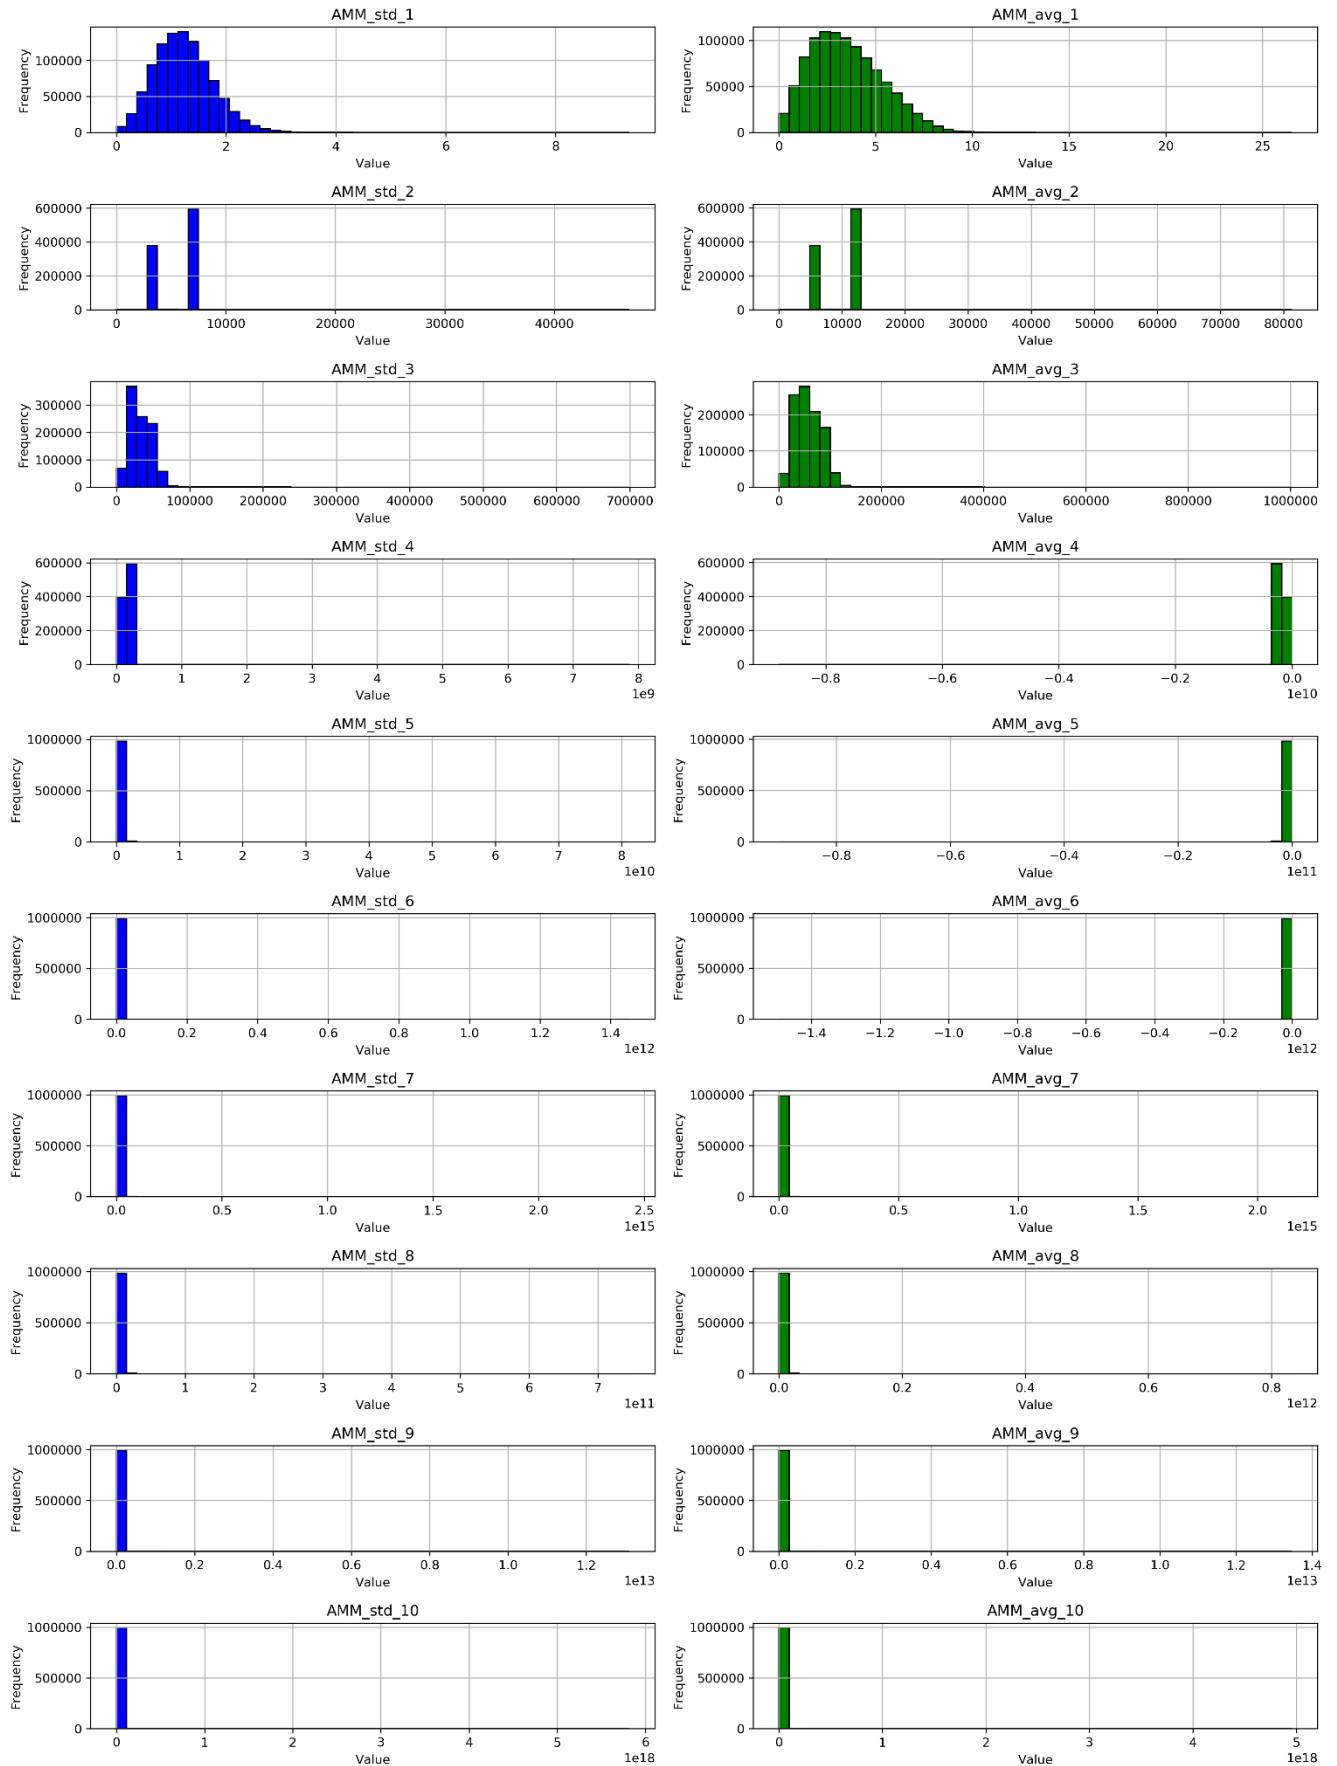 AMM_std_1
Frequency
100000
50000
0
0 2 4 6 8
Value
AMM_avg_1
Frequency
100000
50000
0
0 5 10 15 20 25
Value
AMM_std_2
Frequency
600000
400000
200000
0
0 10000 20000 30000 40000
Value
AMM_avg_2
Frequency
600000
400000
200000
0
0 10000 20000 30000 40000 50000 60000 70000 80000
Value
AMM_std_3
Frequency
300000
200000
100000
0
0 100000 200000 300000 400000 500000 600000 700000
Value
AMM_avg_3
Frequency
200000
100000
0
0 200000 400000 600000 800000 1000000
Value
AMM_std_4
Frequency
600000
400000
200000
0
0 1 2 3 4 5 6 7 8
Value
1e9
AMM_avg_4
Frequency
600000
400000
200000
0
−0.8 −0.6 −0.4 −0.2 0.0
Value
1e10
AMM_std_5
Frequency
1000000
500000
0
0 1 2 3 4 5 6 7 8
Value
1e10
AMM_avg_5
Frequency
1000000
500000
0
−0.8 −0.6 −0.4 −0.2 0.0
Value
1e11
AMM_std_6
Frequency
1000000
500000
0
0.0 0.2 0.4 0.6 0.8 1.0 1.2 1.4
Value
1e12
AMM_avg_6
Frequency
1000000
500000
0
−1.4 −1.2 −1.0 −0.8 −0.6 −0.4 −0.2 0.0
Value
1e12
AMM_std_7
Frequency
1000000
500000
0
0.0 0.5 1.0 1.5 2.0 2.5
Value
1e15
AMM_avg_7
Frequency
1000000
500000
0
0.0 0.5 1.0 1.5 2.0
Value
1e15
AMM_std_8
Frequency
1000000
500000
0
0 1 2 3 4 5 6 7
Value
1e11
AMM_avg_8
Frequency
1000000
500000
0
0.0 0.2 0.4 0.6 0.8
Value
1e12
AMM_std_9
Frequency
1000000
500000
0
0.0 0.2 0.4 0.6 0.8 1.0 1.2
Value
1e13
AMM_avg_9
Frequency
1000000
500000
0
0.0 0.2 0.4 0.6 0.8 1.0 1.2 1.4
Value
1e13
AMM_std_10
Frequency
1000000
500000
0
0 1 2 3 4 5 6
Value
1e18
AMM_avg_10
Frequency
1000000
500000
0
0 1 2 3 4 5
Value
1e18